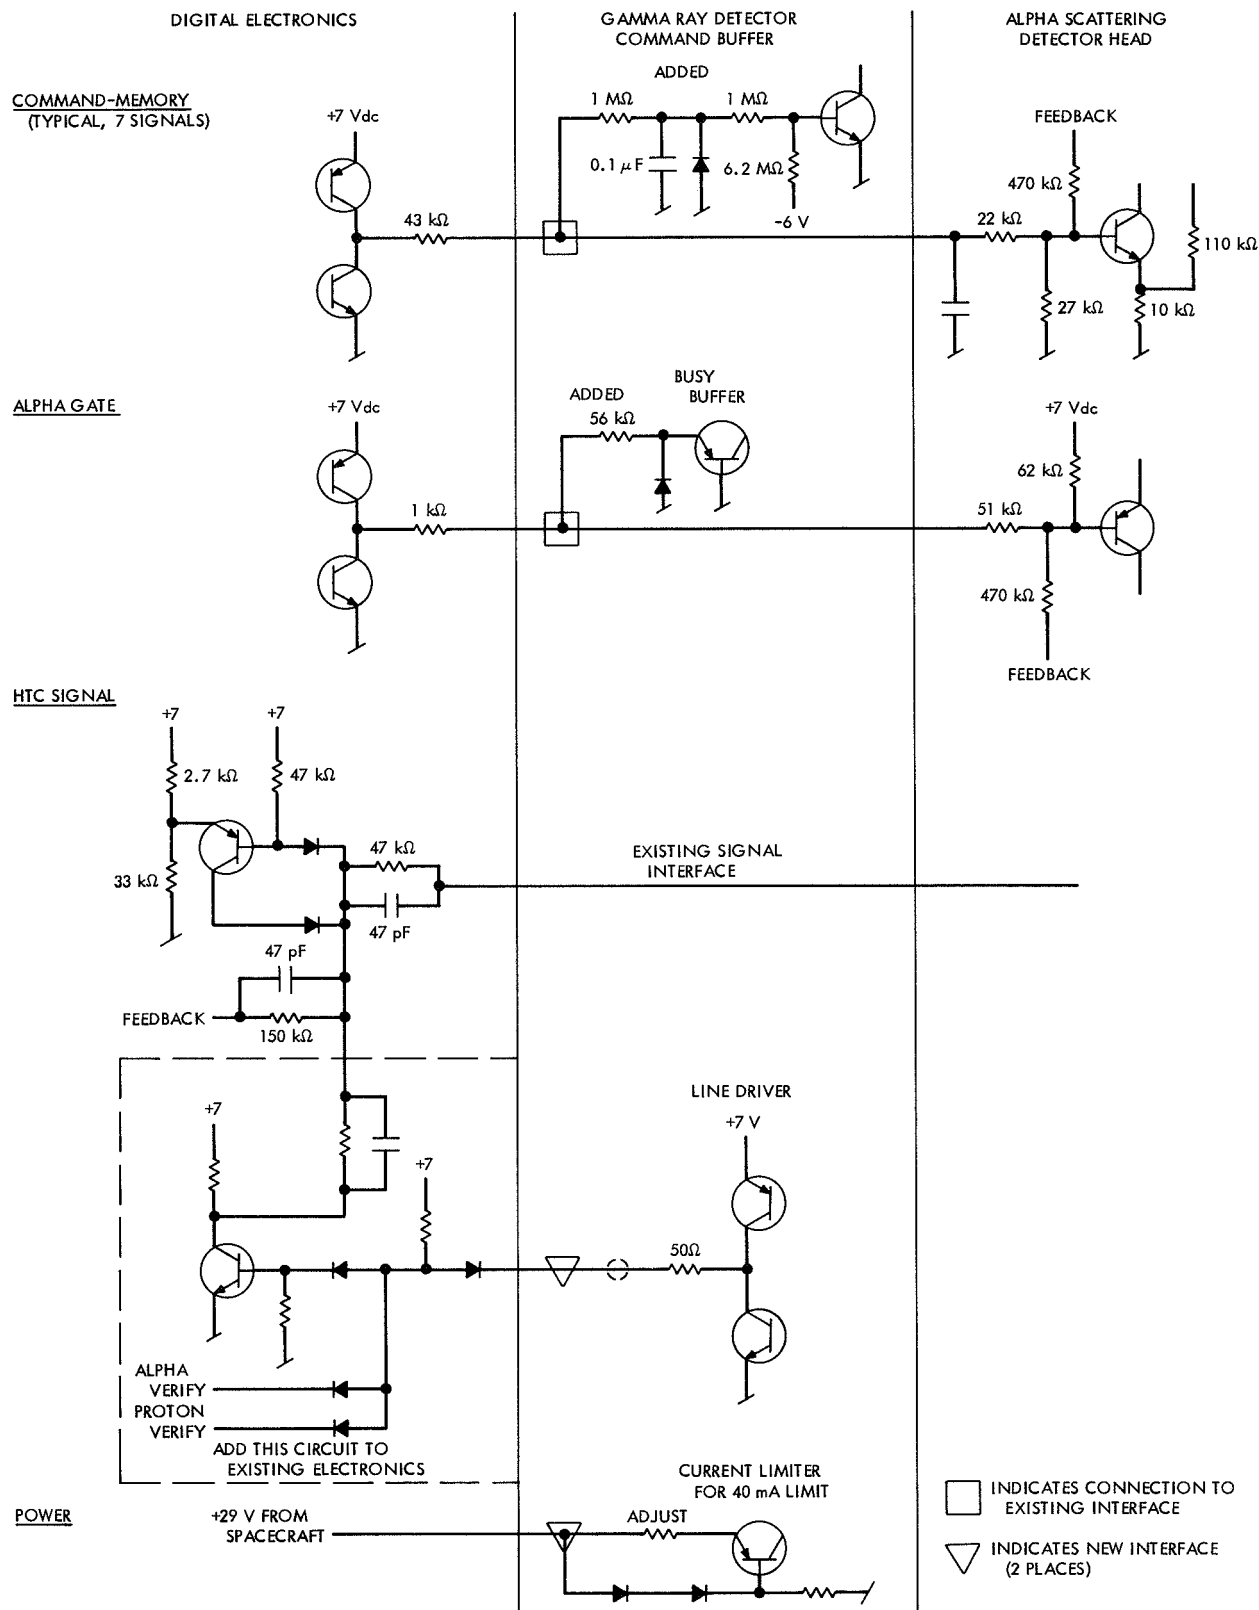 DIGITAL ELECTRONICS
GAMMA RAY DETECTOR
COMMAND BUFFER
ALPHA SCATTERING
DETECTOR HEAD
COMMAND-MEMORY
(TYPICAL, 7 SIGNALS)
+7 Vdc
43 kΩ
ADDED
1 MΩ
1 MΩ
0.1 μF
6.2 MΩ
-6 V
FEEDBACK
470 kΩ
22 kΩ
110 kΩ
27 kΩ
10 kΩ
ALPHA GATE
+7 Vdc
1 kΩ
ADDED
56 kΩ
BUSY
BUFFER
+7 Vdc
62 kΩ
51 kΩ
470 kΩ
FEEDBACK
HTC SIGNAL
+7
+7
2.7 kΩ
47 kΩ
33 kΩ
47 kΩ
47 pF
EXISTING SIGNAL
INTERFACE
47 pF
FEEDBACK
150 kΩ
+7
+7
LINE DRIVER
+7 V
50Ω
ALPHA
VERIFY
PROTON
VERIFY
ADD THIS CIRCUIT TO
EXISTING ELECTRONICS
POWER
+29 V FROM
SPACECRAFT
CURRENT LIMITER
FOR 40 mA LIMIT
ADJUST
INDICATES CONNECTION TO
EXISTING INTERFACE
INDICATES NEW INTERFACE
(2 PLACES)